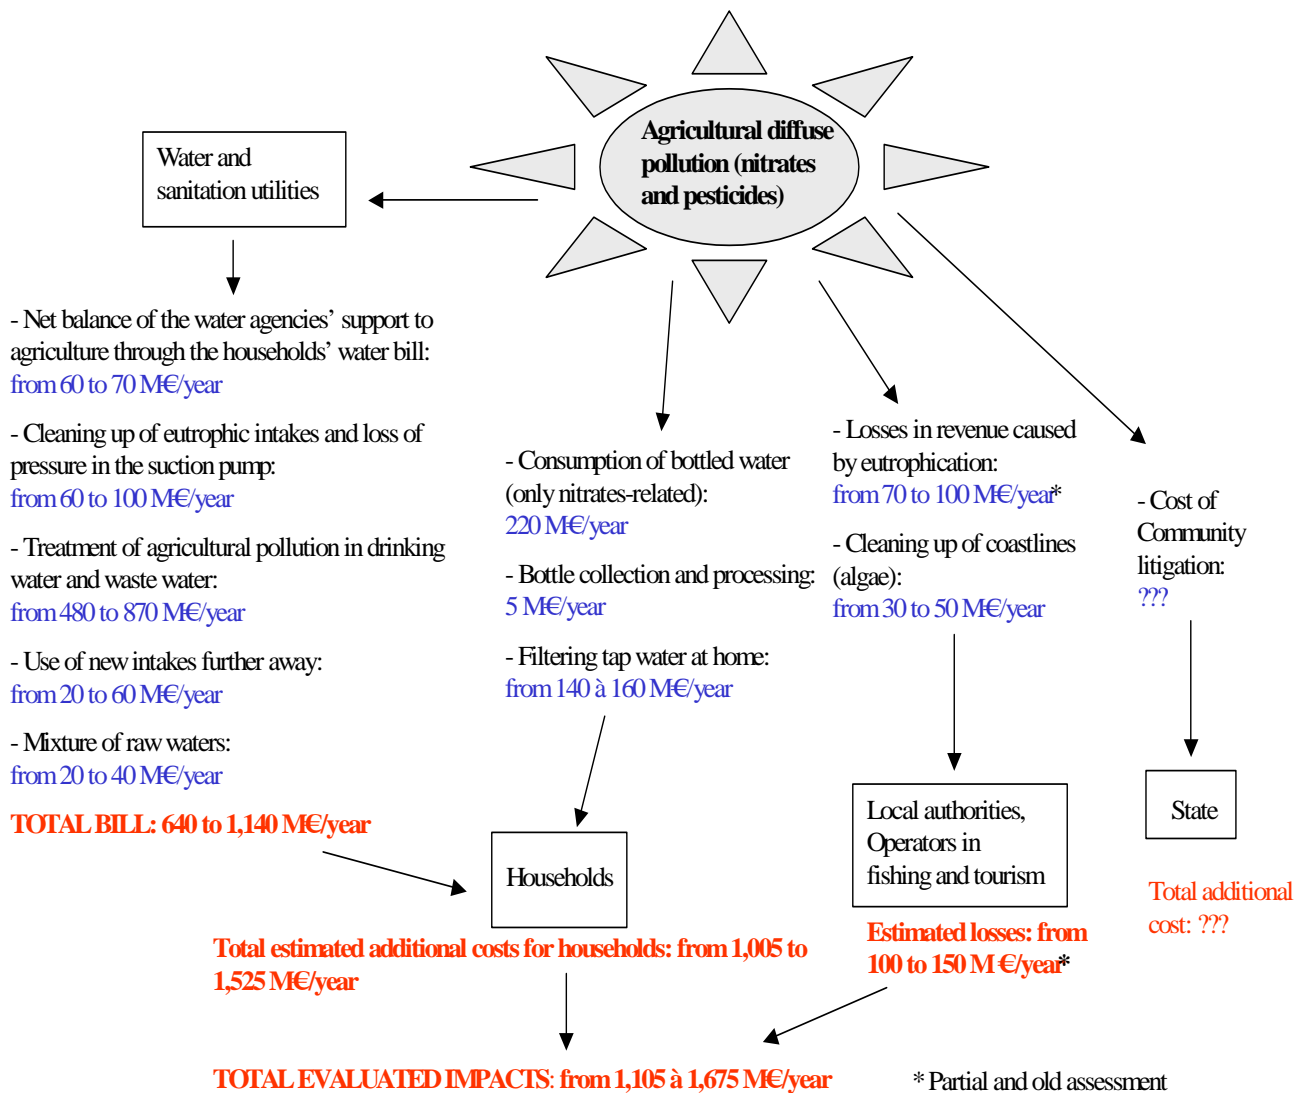 Agricultural diffuse
pollution (nitrates
and pesticides)
Water and
sanitation utilities
- Net balance of the water agencies’ support to
agriculture through the households’ water bill:
from 60 to 70 M€/year
- Cleaning up of eutrophic intakes and loss of
pressure in the suction pump:
from 60 to 100 M€/year
- Treatment of agricultural pollution in drinking
water and waste water:
from 480 to 870 M€/year
- Use of new intakes further away:
from 20 to 60 M€/year
- Mixture of raw waters:
from 20 to 40 M€/year
TOTAL BILL: 640 to 1,140 M€/year
- Consumption of bottled water
(only nitrates-related):
220 M€/year
- Bottle collection and processing:
5 M€/year
- Filtering tap water at home:
from 140 à 160 M€/year
Households
Total estimated additional costs for households: from 1,005 to
1,525 M€/year
- Losses in revenue caused
by eutrophication:
from 70 to 100 M€/year*
- Cleaning up of coastlines
(algae):
from 30 to 50 M€/year
Local authorities,
Operators in
fishing and tourism
Estimated losses: from
100 to 150 M €/year*
- Cost of
Community
litigation:
???
State
Total additional
cost: ???
TOTAL EVALUATED IMPACTS: from 1,105 à 1,675 M€/year
* Partial and old assessment